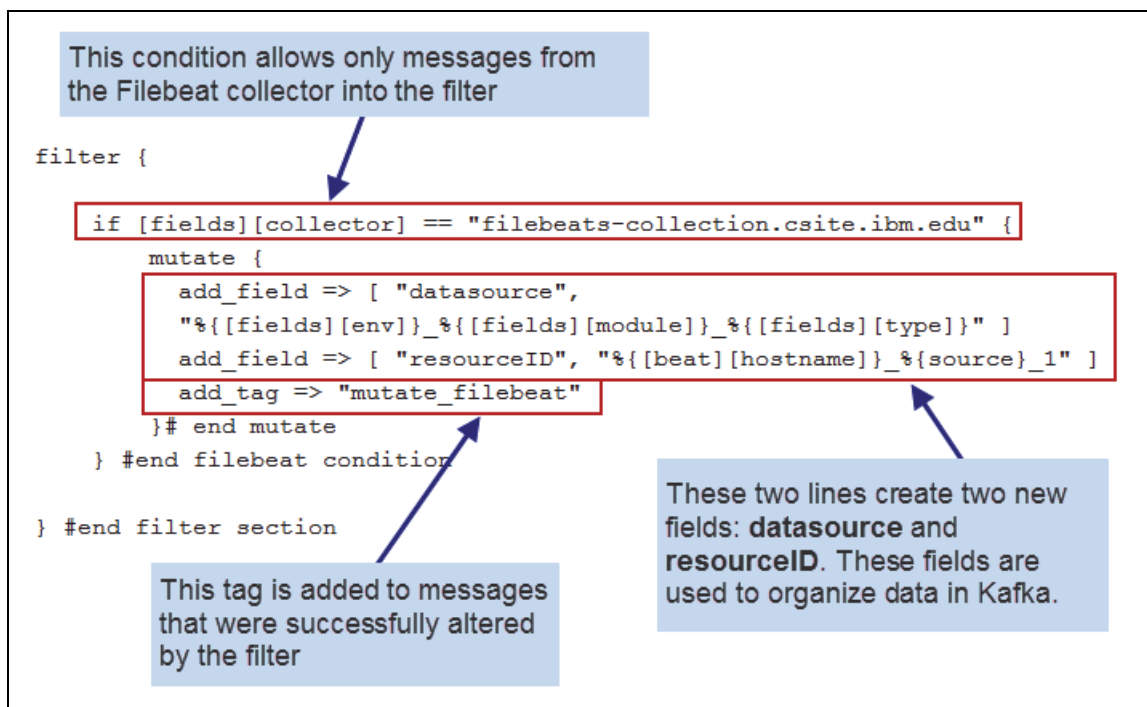 This condition allows only messages from
the Filebeat collector into the filter
filter {
if [fields][collector] == "filebeats-collection.csite.ibm.edu" {
mutate {
add_field => [ "datasource",
"%{[fields][env]}_%{[fields][module]}_%{[fields][type]}" ]
add_field => [ "resourceID", "%{[beat][hostname]}_%{source}_1" ]
add_tag => "mutate_filebeat"
}# end mutate
} #end filebeat condition
} #end filter section
These two lines create two new
fields: datasource and
resourceID. These fields are
used to organize data in Kafka.
This tag is added to messages
that were successfully altered
by the filter